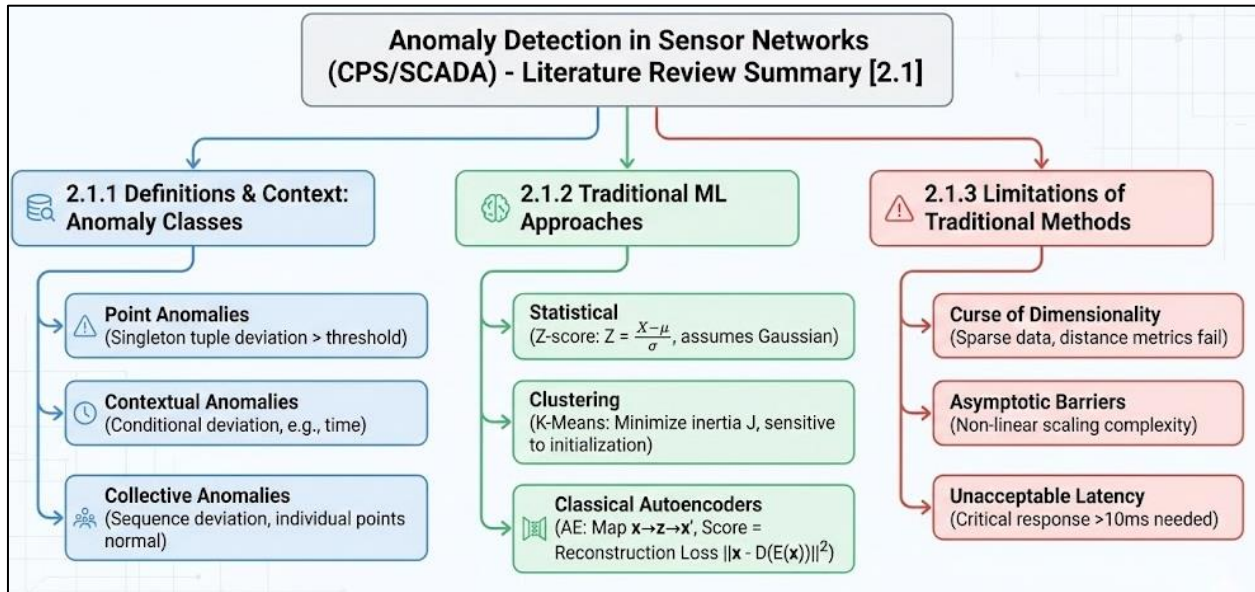 Anomaly Detection in Sensor Networks
(CPS/SCADA) - Literature Review Summary [2.1]
2.1.1 Definitions & Context:
Anomaly Classes
Point Anomalies
(Singleton tuple deviation > threshold)
Contextual Anomalies
(Conditional deviation, e.g., time)
Collective Anomalies
(Sequence deviation, individual points
normal)
2.1.2 Traditional ML
Approaches
Statistical
(Z-score: Z = \frac{X-μ}{σ}, assumes Gaussian)
Clustering
(K-Means: Minimize inertia J, sensitive
to initialization)
Classical Autoencoders
(AE: Map x→z→x′, Score =
Reconstruction Loss ||x - D(E(x))||²)
2.1.3 Limitations of
Traditional Methods
Curse of Dimensionality
(Sparse data, distance metrics fail)
Asymptotic Barriers
(Non-linear scaling complexity)
Unacceptable Latency
(Critical response >10ms needed)